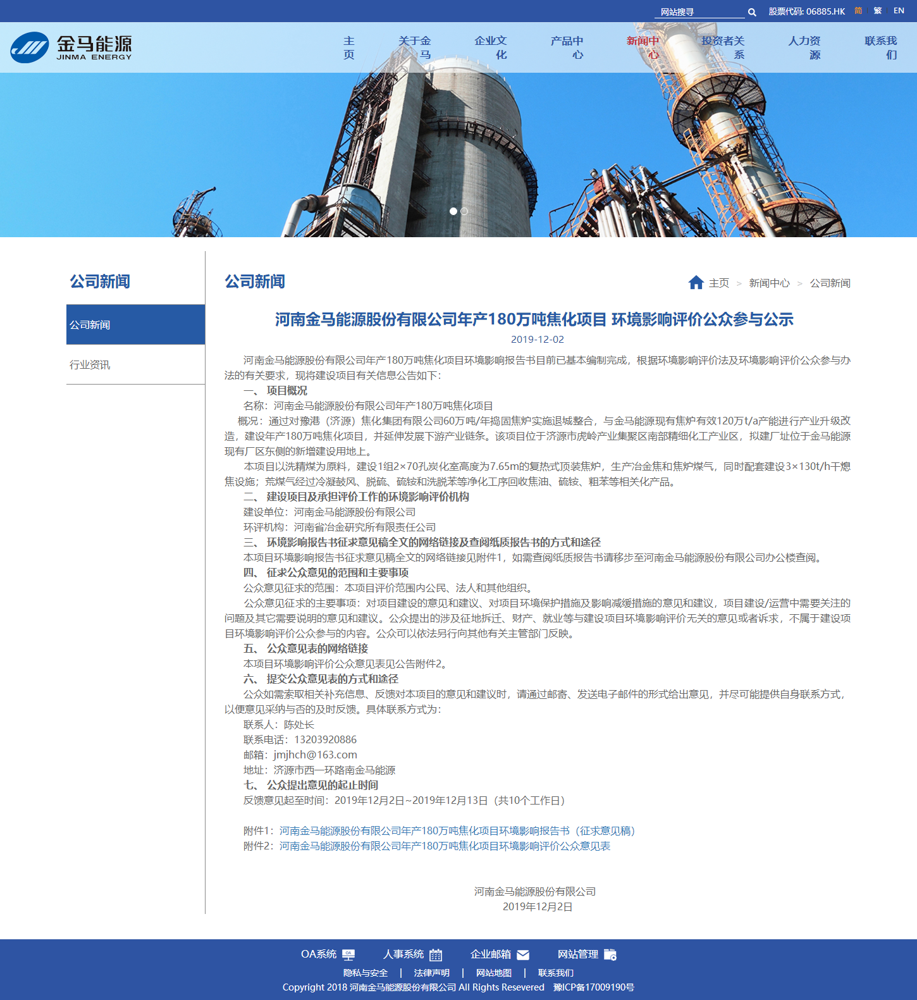 网站搜寻
股票代码: 06885.HK 简 繁 EN
金马能源
JINMA ENERGY
主页
关于金马
企业文化
产品中心
新闻中心
投资者关系
人力资源
联系我们
公司新闻
公司新闻
行业资讯
公司新闻
主页 > 新闻中心 > 公司新闻
河南金马能源股份有限公司年产180万吨焦化项目 环境影响评价公众参与公示
2019-12-02
河南金马能源股份有限公司年产180万吨焦化项目环境影响报告书目前已基本编制完成，根据环境影响评价法及环境影响评价公众参与办
法的有关要求，现将建设项目有关信息公告如下：
一、 项目概况
名称：河南金马能源股份有限公司年产180万吨焦化项目
概况：通过对豫港（济源）焦化集团有限公司60万吨/年捣固焦炉实施退城整合，与金马能源现有焦炉有效120万t/a产能进行产业升级改
造，建设年产180万吨焦化项目，并延伸发展下游产业链条。该项目位于济源市虎岭产业集聚区南部精细化工产业区，拟建厂址位于金马能源
现有厂区东侧的新增建设用地上。
本项目以洗精煤为原料，建设1组2×70孔炭化室高度为7.65m的复热式顶装焦炉，生产冶金焦和焦炉煤气，同时配套建设3×130t/h干熄
焦设施；荒煤气经过冷凝鼓风、脱硫、硫铵和洗脱苯等净化工序回收焦油、硫铵、粗苯等相关化产品。
二、 建设项目及承担评价工作的环境影响评价机构
建设单位：河南金马能源股份有限公司
环评机构：河南省冶金研究所有限责任公司
三、 环境影响报告书征求意见稿全文的网络链接及查阅纸质报告书的方式和途径
本项目环境影响报告书征求意见稿全文的网络链接见附件1，如需查阅纸质报告书请移步至河南金马能源股份有限公司办公楼查阅。
四、 征求公众意见的范围和主要事项
公众意见征求的范围：本项目评价范围内公民、法人和其他组织。
公众意见征求的主要事项：对项目建设的意见和建议、对项目环境保护措施及影响减缓措施的意见和建议，项目建设/运营中需要关注的
问题及其它需要说明的意见和建议。公众提出的涉及征地拆迁、财产、就业等与建设项目环境影响评价无关的意见或者诉求，不属于建设项
目环境影响评价公众参与的内容。公众可以依法另行向其他有关主管部门反映。
五、 公众意见表的网络链接
本项目环境影响评价公众意见表见公告附件2。
六、 提交公众意见表的方式和途径
公众如需索取相关补充信息、反馈对本项目的意见和建议时，请通过邮寄、发送电子邮件的形式给出意见，并尽可能提供自身联系方式，
以便意见采纳与否的及时反馈。具体联系方式为：
联系人：陈处长
联系电话：13203920886
邮箱：jmjhch@163.com
地址：济源市西一环路南金马能源
七、 公众提出意见的起止时间
反馈意见起至时间：2019年12月2日~2019年12月13日（共10个工作日）
附件1：河南金马能源股份有限公司年产180万吨焦化项目环境影响报告书（征求意见稿）
附件2：河南金马能源股份有限公司年产180万吨焦化项目环境影响评价公众意见表
河南金马能源股份有限公司
2019年12月2日
OA系统 人事系统 企业邮箱 网站管理
隐私与安全 | 法律声明 | 网站地图 | 联系我们
Copyright 2018 河南金马能源股份有限公司 All Rights Resevered 豫ICP备17009190号